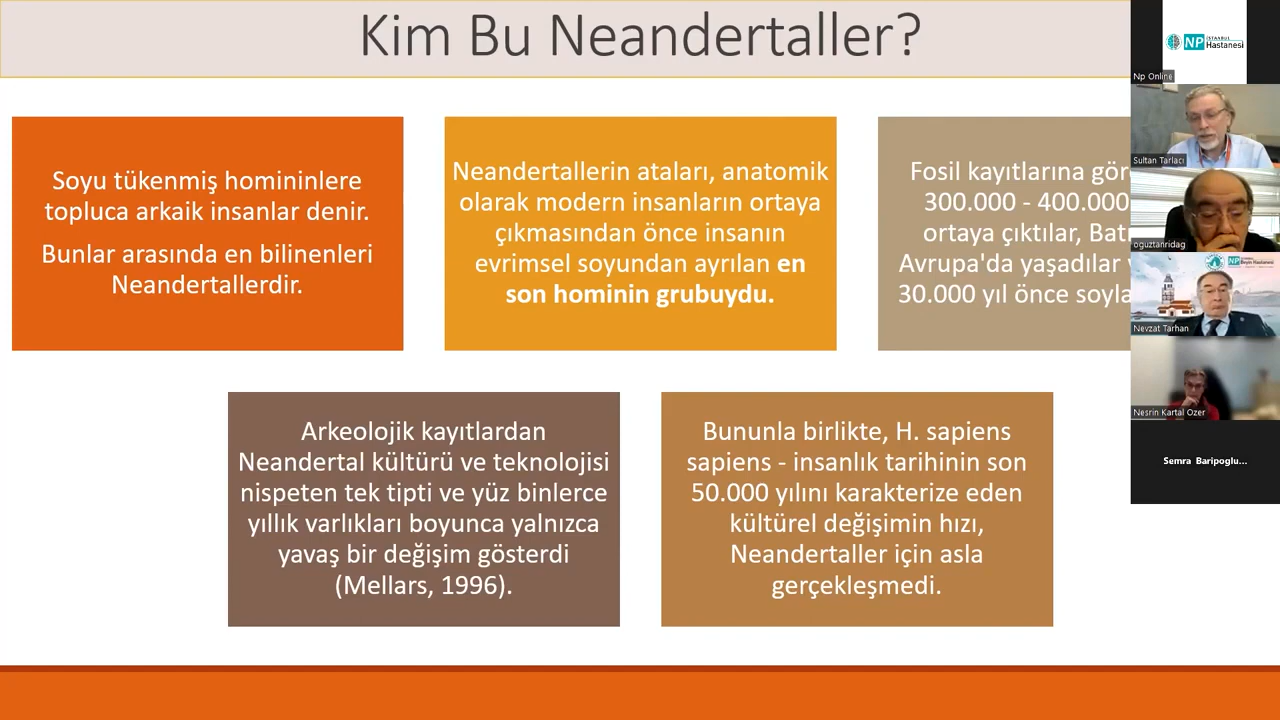 Kim Bu Neandertaller?
Soyu tükenmiş homininlere
topluca arkaik insanlar denir.
Bunlar arasında en bilinenleri
Neandertallerdir.
Neandertallerin ataları, anatomik
olarak modern insanların ortaya
çıkmasından önce insanın
evrimsel soyundan ayrılan en
son hominin grubuydu.
Fosil kayıtlarına
300.000 - 400.000
ortaya çıktılar,
Avrupa'da yaşadılar
30.000 yıl önce
Arkeolojik kayıtlardan
Neandertal kültürü ve teknolojisi
nispeten tek tipti ve yüz binlerce
yıllık varlıkları boyunca yalnızca
yavaş bir değişim gösterdi
(Mellars, 1996).
Bununla birlikte, H. sapiens
sapiens - insanlık tarihinin son
50.000 yılını karakterize eden
kültürel değişimin hızı,
Neandertaller için asla
gerçekleşmedi.
NP İSTANBUL
Hastanesi
Np Online
Sultan Tarlacı
oguztanridag
Nevzat Tarhan
Nesrin Kartal Ozer
Semra Baripoglu...